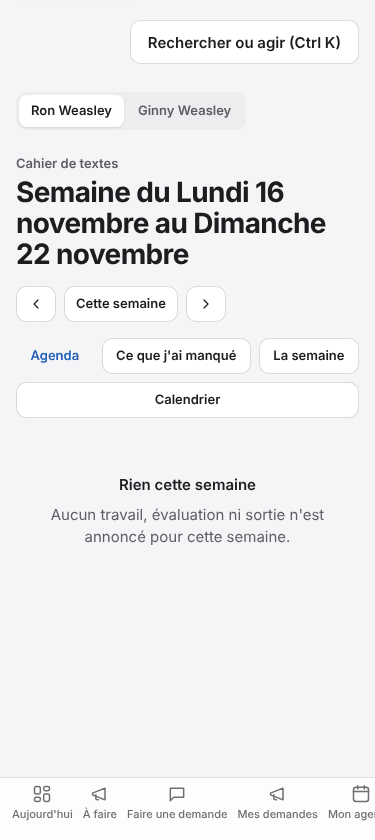 Rechercher ou agir (Ctrl K)
Ron Weasley
Ginny Weasley
Cahier de textes
Semaine du Lundi 16
novembre au Dimanche
22 novembre
Cette semaine
Agenda
Ce que j'ai manqué
La semaine
Calendrier
Rien cette semaine
Aucun travail, évaluation ni sortie n'est
annoncé pour cette semaine.
Aujourd'hui
À faire
Faire une demande
Mes demandes
Mon age